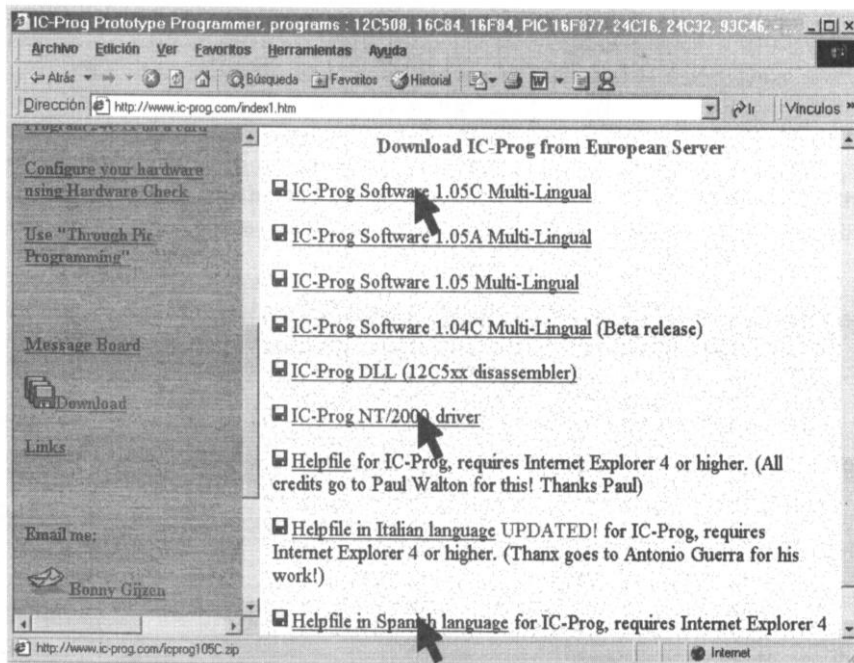 IC-Prog Prototype Programmer, programs : 12C508, 16C84, 16F84, PIC 16F877, 24C16, 24C32, 93C46, -...
Archivo Edición Ver Favoritos Herramientas Ayuda
Atrás Búsqueda Favoritos Historial
Dirección http://www.ic-prog.com/index1.htm Ir Vínculos »
Program 24Cxx on a card
Configure your hardware
using Hardware Check
Use "Through Pic
Programming"
Message Board
Download
Links
Email me:
Bonny Gijzen
Download IC-Prog from European Server
IC-Prog Software 1.05C Multi-Lingual
IC-Prog Software 1.05A Multi-Lingual
IC-Prog Software 1.05 Multi-Lingual
IC-Prog Software 1.04C Multi-Lingual (Beta release)
IC-Prog DLL (12C5xx disassembler)
IC-Prog NT/2000 driver
Helpfile for IC-Prog, requires Internet Explorer 4 or higher. (All
credits go to Paul Walton for this! Thanks Paul)
Helpfile in Italian language UPDATED! for IC-Prog, requires
Internet Explorer 4 or higher. (Thanx goes to Antonio Guerra for his
work!)
Helpfile in Spanish language for IC-Prog, requires Internet Explorer 4
http://www.ic-prog.com/icprog105C.zip Internet